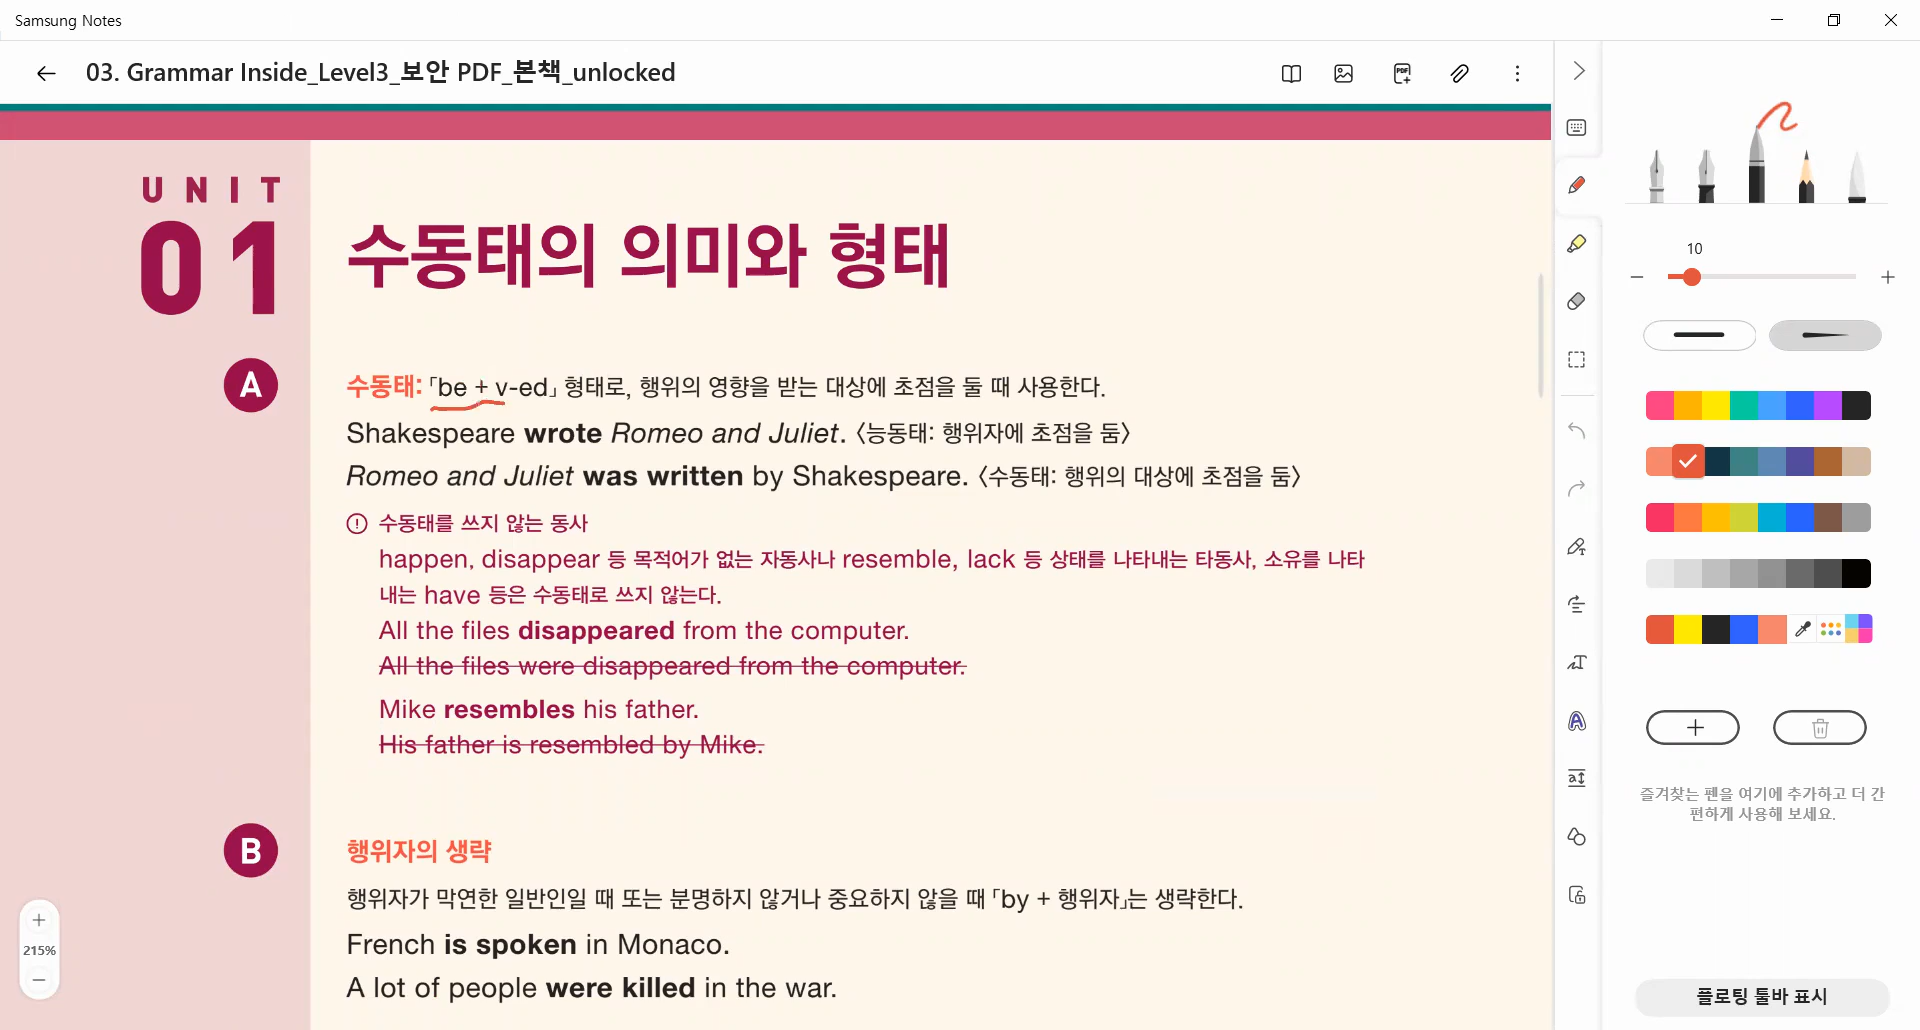 Samsung Notes
03. Grammar Inside_Level3_보안 PDF_본책_unlocked
UNIT
01
수동태의 의미와 형태
A
수동태: 「be + v-ed」 형태로, 행위의 영향을 받는 대상에 초점을 둘 때 사용한다.
Shakespeare wrote Romeo and Juliet. 〈능동태: 행위자에 초점을 둠〉
Romeo and Juliet was written by Shakespeare. 〈수동태: 행위의 대상에 초점을 둠〉
수동태를 쓰지 않는 동사
happen, disappear 등 목적어가 없는 자동사나 resemble, lack 등 상태를 나타내는 타동사, 소유를 나타
내는 have 등은 수동태로 쓰지 않는다.
All the files disappeared from the computer.
All the files were disappeared from the computer.
Mike resembles his father.
His father is resembled by Mike.
B
행위자의 생략
행위자가 막연한 일반인일 때 또는 분명하지 않거나 중요하지 않을 때 「by + 행위자」는 생략한다.
French is spoken in Monaco.
A lot of people were killed in the war.
215%
10
즐겨찾는 펜을 여기에 추가하고 더 간
편하게 사용해 보세요.
플로팅 툴바 표시